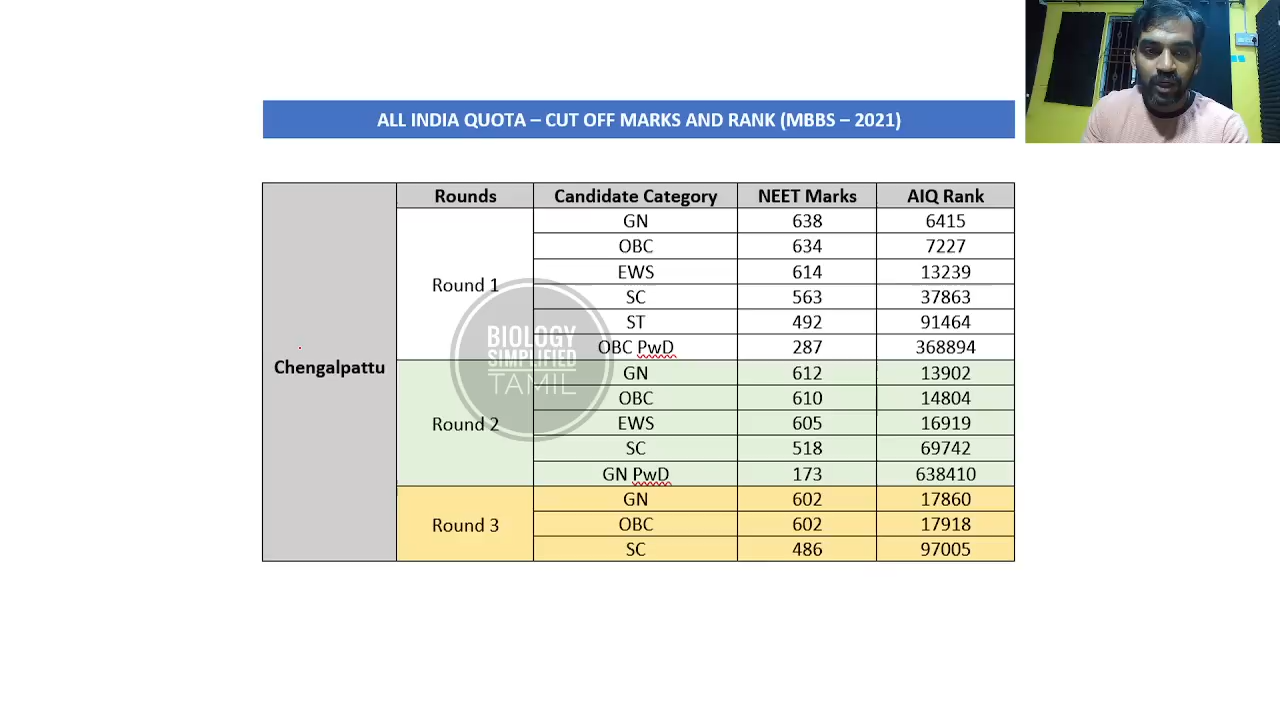 ALL INDIA QUOTA – CUT OFF MARKS AND RANK (MBBS – 2021)
Rounds Candidate Category NEET Marks AIQ Rank
Chengalpattu
Round 1
GN 638 6415
OBC 634 7227
EWS 614 13239
SC 563 37863
ST 492 91464
OBC PwD 287 368894
Round 2
GN 612 13902
OBC 610 14804
EWS 605 16919
SC 518 69742
GN PwD 173 638410
Round 3
GN 602 17860
OBC 602 17918
SC 486 97005
BIOLOGY
SIMPLIFIED
TAMIL